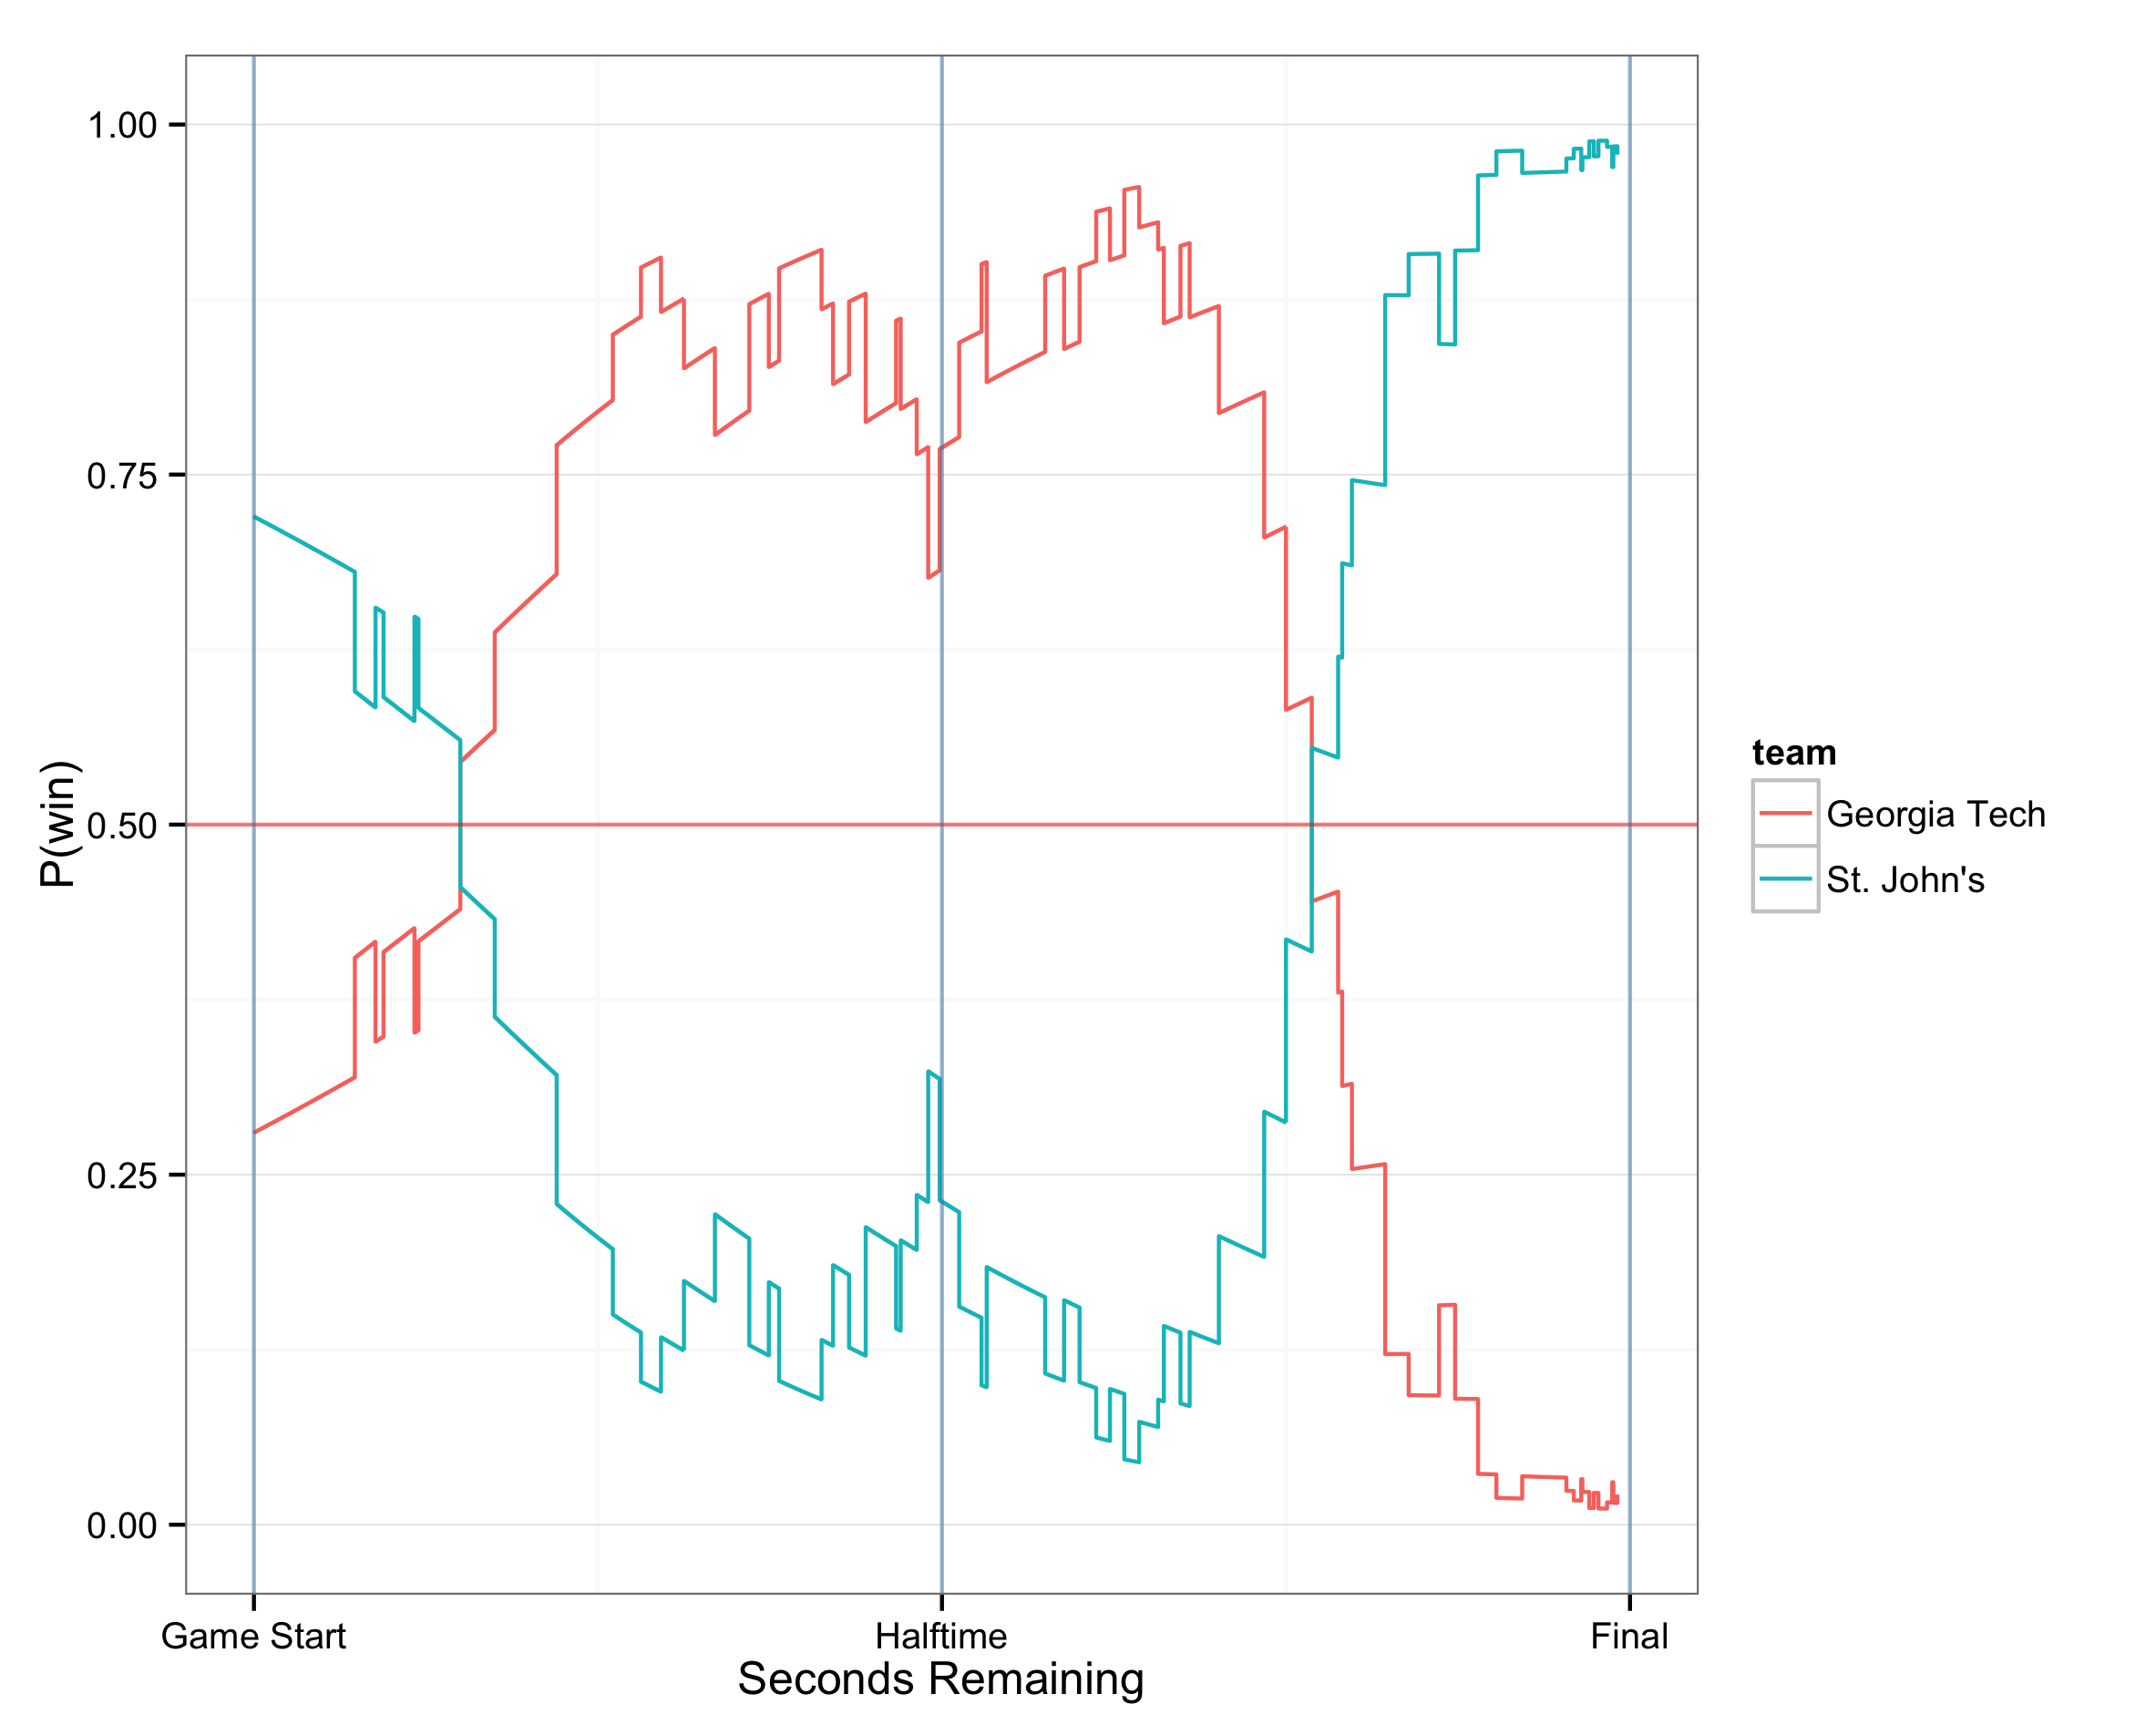 1.00
0.75
0.50
0.25
0.00
P(win)
Game Start
Halftime
Final
Seconds Remaining
team
Georgia Tech
St. John's